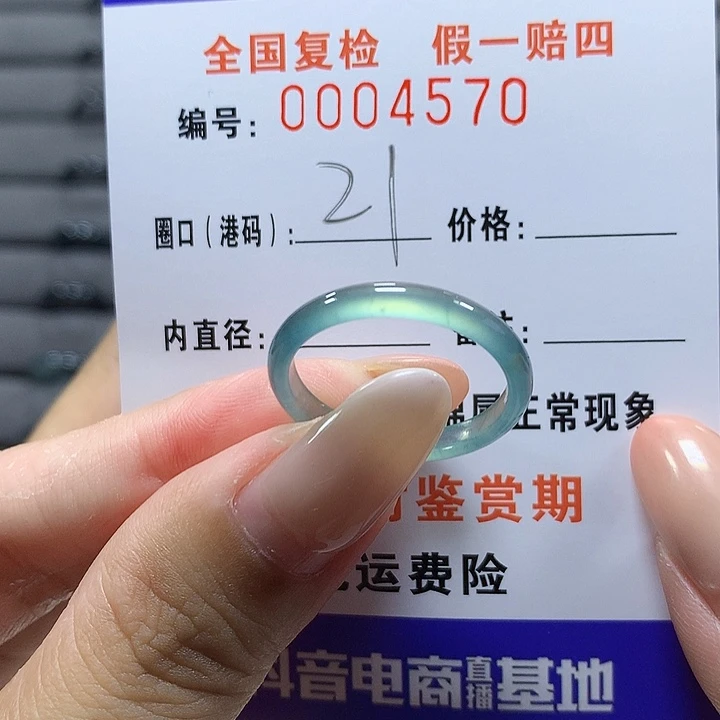 全国复检 假一赔四
编号: 0004570
圈口(港码): 21 价格:
内直径:
属正常现象
鉴赏期
运费险
抖音电商直播基地